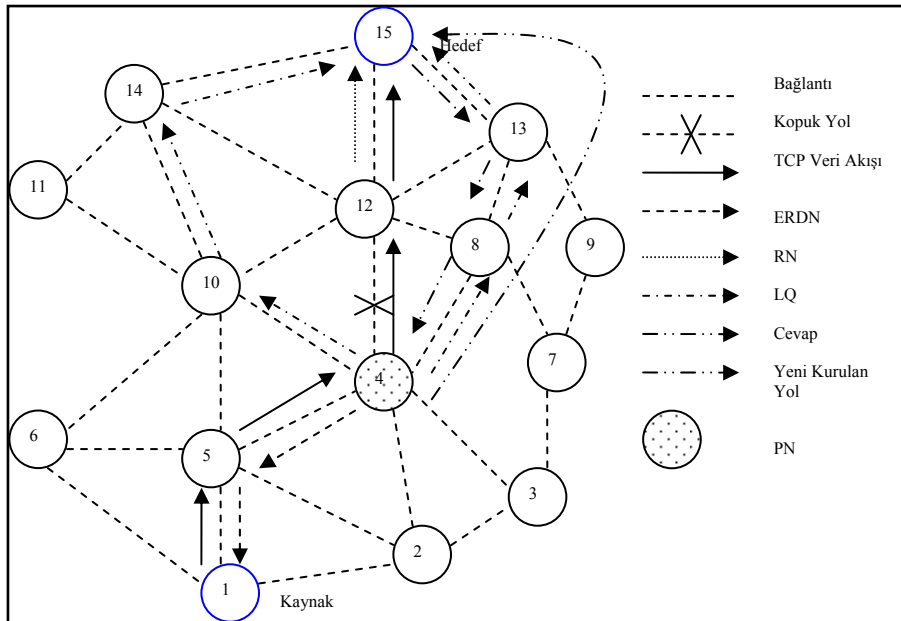 15
Hedef
14
13
11
12
8
9
10
7
4
6
5
3
2
1
Kaynak
Bağlantı
Kopuk Yol
TCP Veri Akışı
ERDN
RN
LQ
Cevap
Yeni Kurulan
Yol
PN